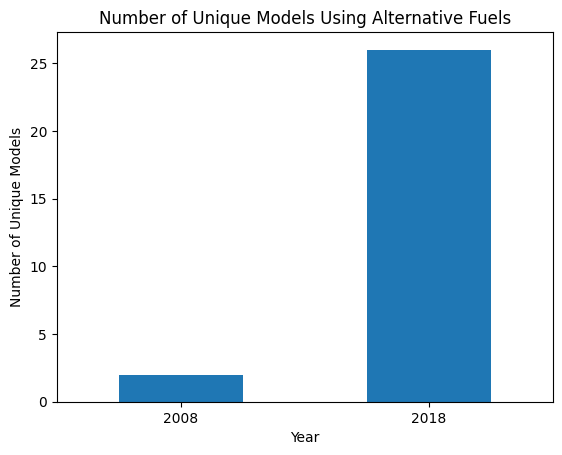 Number of Unique Models Using Alternative Fuels
25
20
15
10
5
0
Number of Unique Models
2008
2018
Year